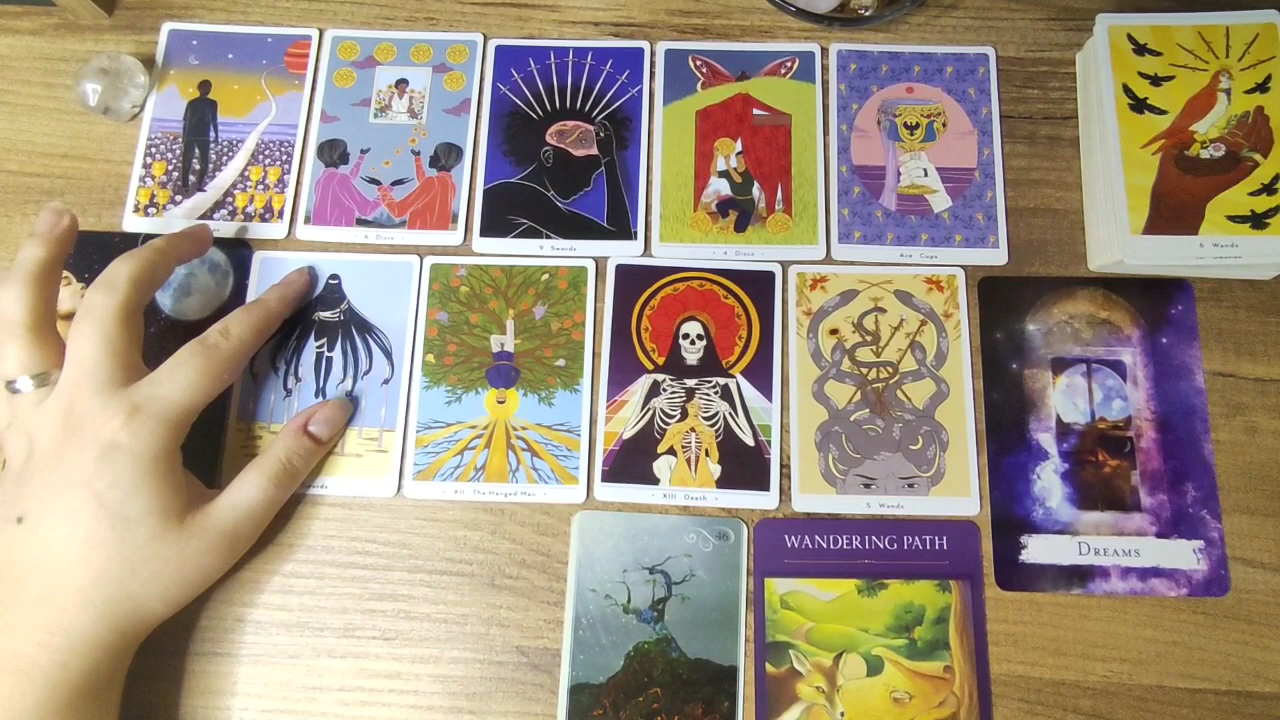 6 Discs
9 Swords
4 Discs
Ace Cups
6 Wands
XII The Hanged Man
XIII Death
5 Wands
DREAMS
46
WANDERING PATH